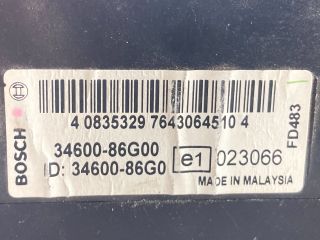 BOSCH
4 0835329 7643064510 4
34600-86G00
ID: 34600-86G0
e1 023066
MADE IN MALAYSIA
FD483